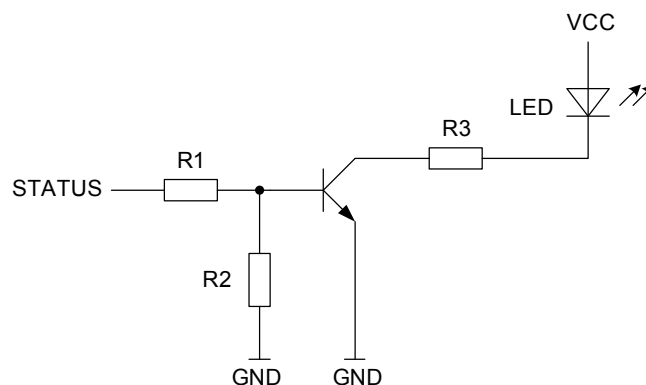 VCC
LED
R3
R1
STATUS
R2
GND
GND